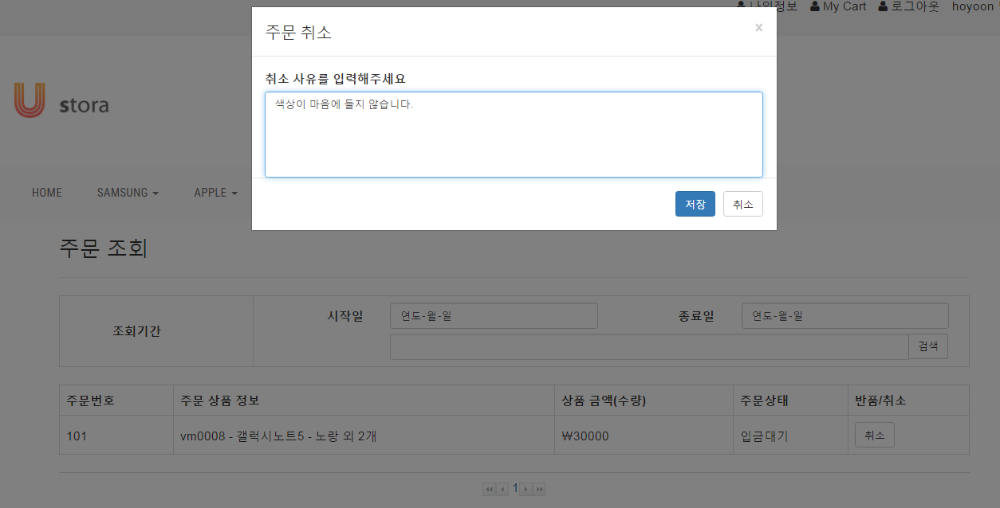 나의정보 My Cart 로그아웃 hoyoon
주문 취소 ×
취소 사유를 입력해주세요
색상이 마음에 들지 않습니다.
저장 취소
U stora
HOME SAMSUNG APPLE
주문 조회
조회기간
시작일 연도-월-일 종료일 연도-월-일
검색
주문번호 주문 상품 정보 상품 금액(수량) 주문상태 반품/취소
101 vm0008 - 갤럭시노트5 - 노랑 외 2개 ₩30000 입금대기 취소
1